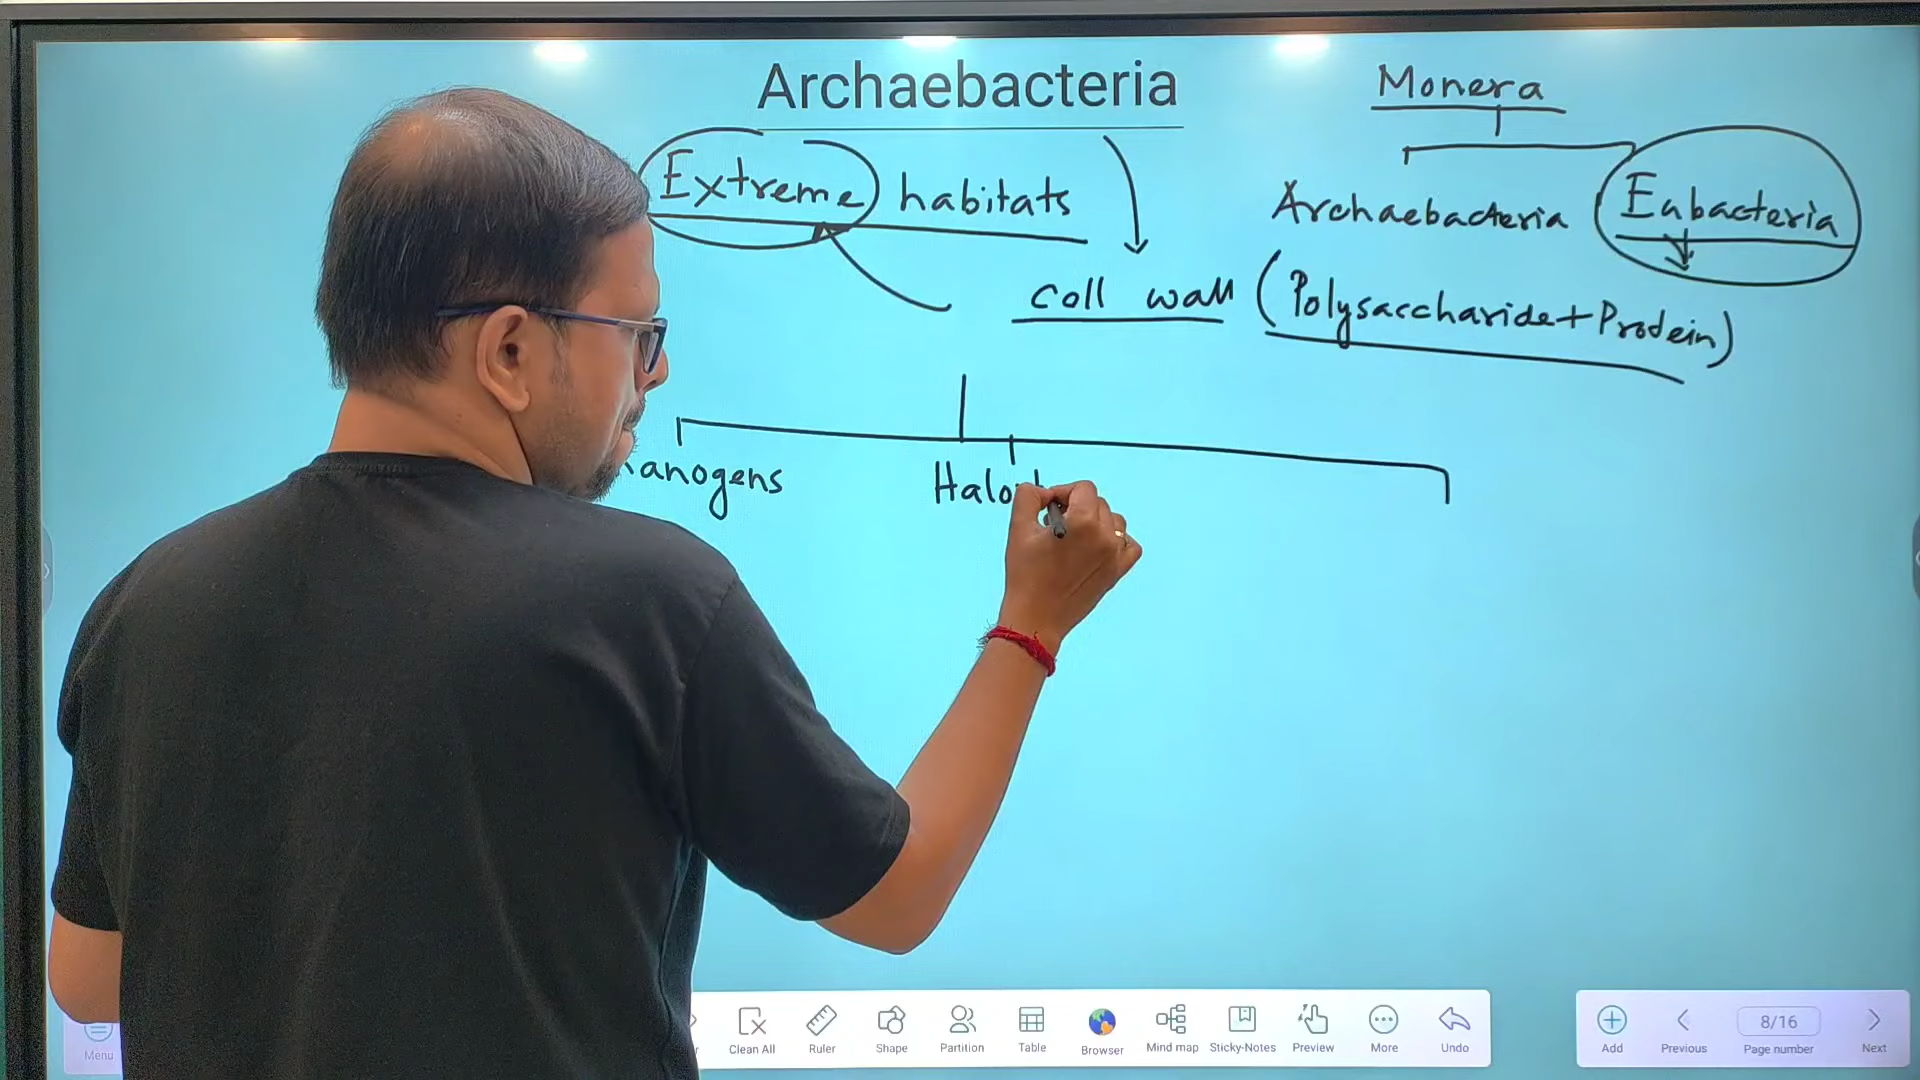 Archaebacteria
Monera
Extreme habitats
Archaebacteria Eubacteria
cell wall (Polysaccharide+Protein)
anogens
Halo
Menu
Clean All Ruler Shape Partition Table Browser Mind map Sticky-Notes Preview More Undo
Add Previous 8/16 Page number Next